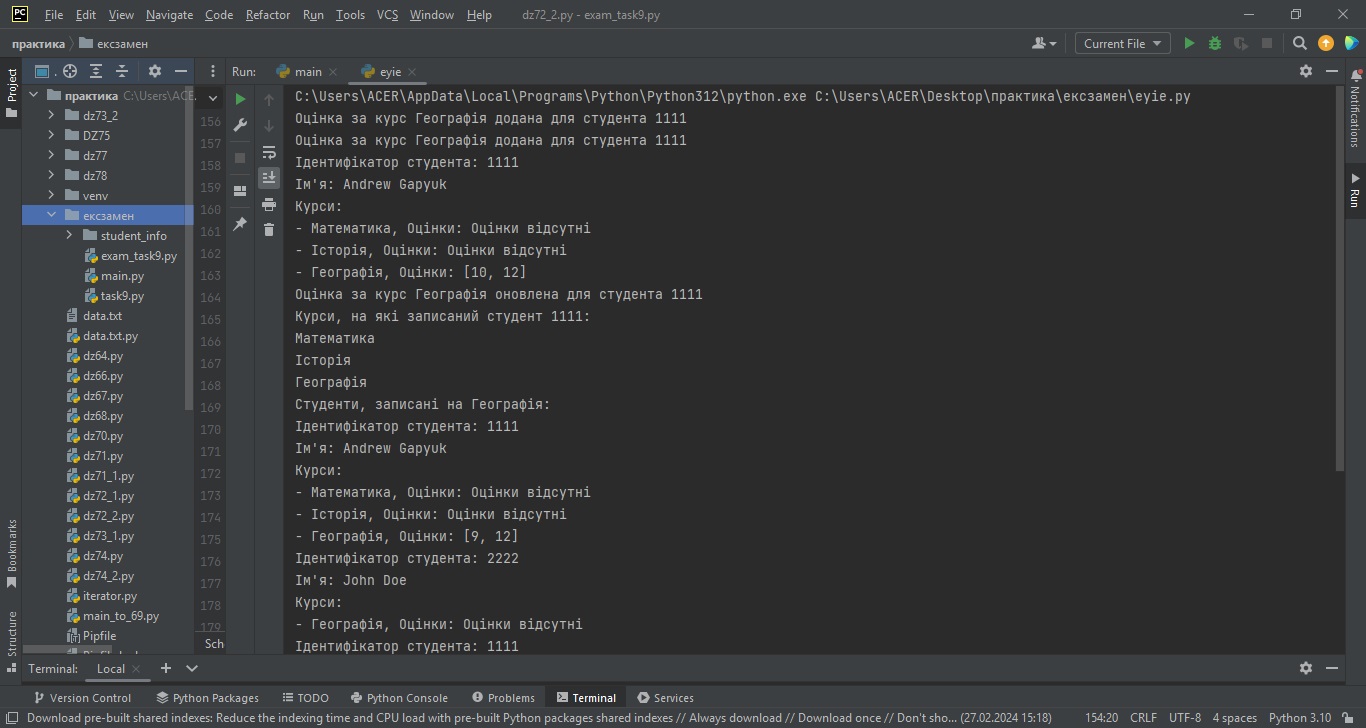 PC File Edit View Navigate Code Refactor Run Tools VCS Window Help dz72_2.py - exam_task9.py
практика ексзамен Current File
Project
Run: main eyie
практика C:\Users\ACE
dz73_2
DZ75
dz77
dz78
venv
ексзамен
student_info
exam_task9.py
main.py
task9.py
data.txt
data.txt.py
dz64.py
dz66.py
dz67.py
dz68.py
dz70.py
dz71.py
dz71_1.py
dz72_1.py
dz72_2.py
dz73_1.py
dz74.py
dz74_2.py
iterator.py
main_to_69.py
Pipfile
156
157
158
159
160
161
162
163
164
165
166
167
168
169
170
171
172
173
174
175
176
177
178
179
Sch
C:\Users\ACER\AppData\Local\Programs\Python\Python312\python.exe C:\Users\ACER\Desktop\практика\ексзамен\eyie.py
Оцінка за курс Географія додана для студента 1111
Оцінка за курс Географія додана для студента 1111
Ідентифікатор студента: 1111
Ім'я: Andrew Gapyuk
Курси:
- Математика, Оцінки: Оцінки відсутні
- Історія, Оцінки: Оцінки відсутні
- Географія, Оцінки: [10, 12]
Оцінка за курс Географія оновлена для студента 1111
Курси, на які записаний студент 1111:
Математика
Історія
Географія
Студенти, записані на Географія:
Ідентифікатор студента: 1111
Ім'я: Andrew Gapyuk
Курси:
- Математика, Оцінки: Оцінки відсутні
- Історія, Оцінки: Оцінки відсутні
- Географія, Оцінки: [9, 12]
Ідентифікатор студента: 2222
Ім'я: John Doe
Курси:
- Географія, Оцінки: Оцінки відсутні
Ідентифікатор студента: 1111
Notifications
Run
Bookmarks
Structure
Terminal: Local
Version Control Python Packages TODO Python Console Problems Terminal Services
Download pre-built shared indexes: Reduce the indexing time and CPU load with pre-built Python packages shared indexes // Always download // Download once // Don't sho... (27.02.2024 15:18) 154:20 CRLF UTF-8 4 spaces Python 3.10